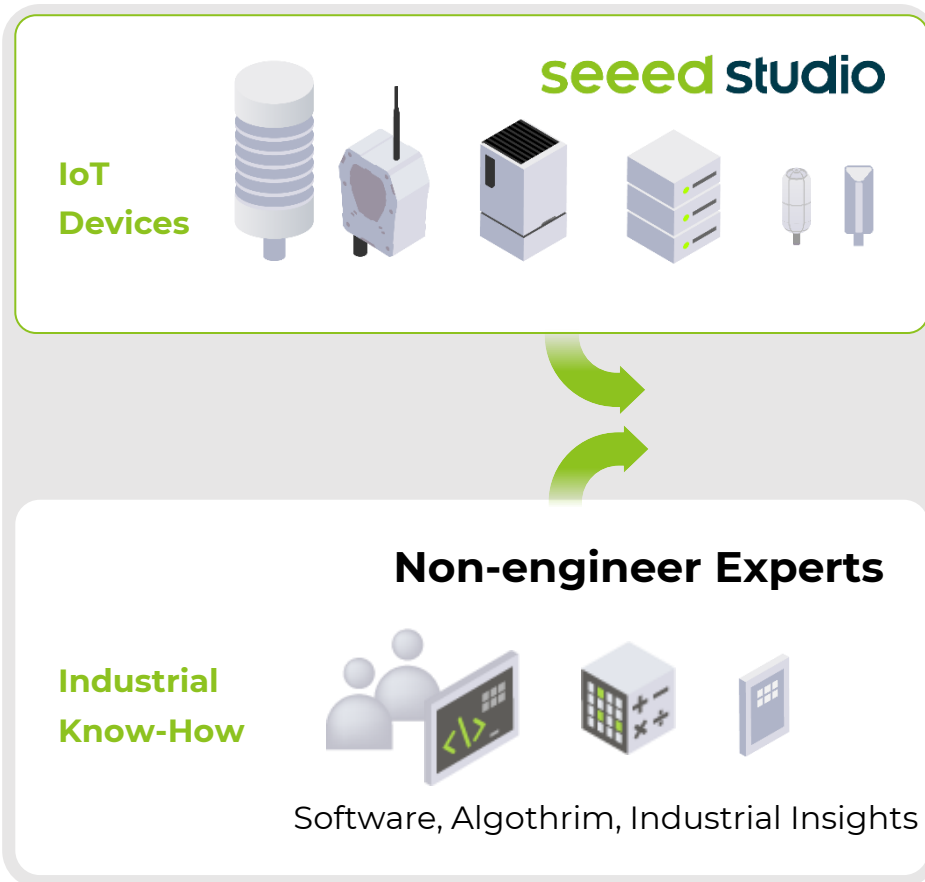 seeed studio
IoT
Devices
Non-engineer Experts
Industrial
Know-How
</>
Software, Algothrim, Industrial Insights